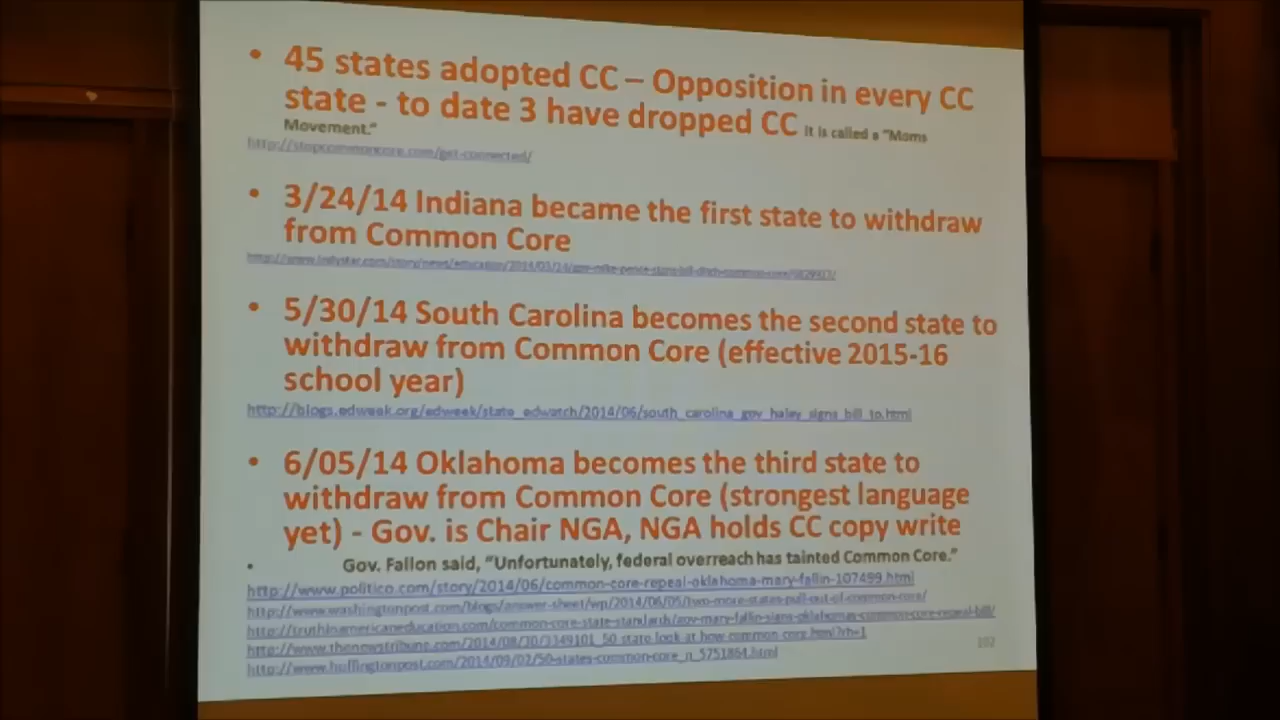 • 45 states adopted CC – Opposition in every CC
state - to date 3 have dropped CC It is called a "Moms
Movement."
http://stopcommoncore.com/get-connected/
• 3/24/14 Indiana became the first state to withdraw
from Common Core
http://www.indystar.com/story/news/education/2014/03/24/
• 5/30/14 South Carolina becomes the second state to
withdraw from Common Core (effective 2015-16
school year)
http://blogs.edweek.org/edweek/state_edwatch/2014/06/south_carolina_gov_haley_signs_bill_to.html
• 6/05/14 Oklahoma becomes the third state to
withdraw from Common Core (strongest language
yet) - Gov. is Chair NGA, NGA holds CC copy write
• Gov. Fallon said, "Unfortunately, federal overreach has tainted Common Core."
http://www.politico.com/story/2014/06/common-core-repeal-oklahoma-mary-fallin-107499.html
http://www.washingtonpost.com/blogs/answer-sheet/wp/2014/06/05/two-more-states-pull-out-of-common-core/
http://truthinamericaneducation.com/common-core-state-standards/gov-mary-fallin-signs-oklahomas-common-core-repeal-bill/
http://www.thenewstribune.com/2014/08/30/3349101_50-state-look-at-how-common-core.html?rh=1
http://www.huffingtonpost.com/2014/09/02/50-states-common-core_n_5751864.html
102